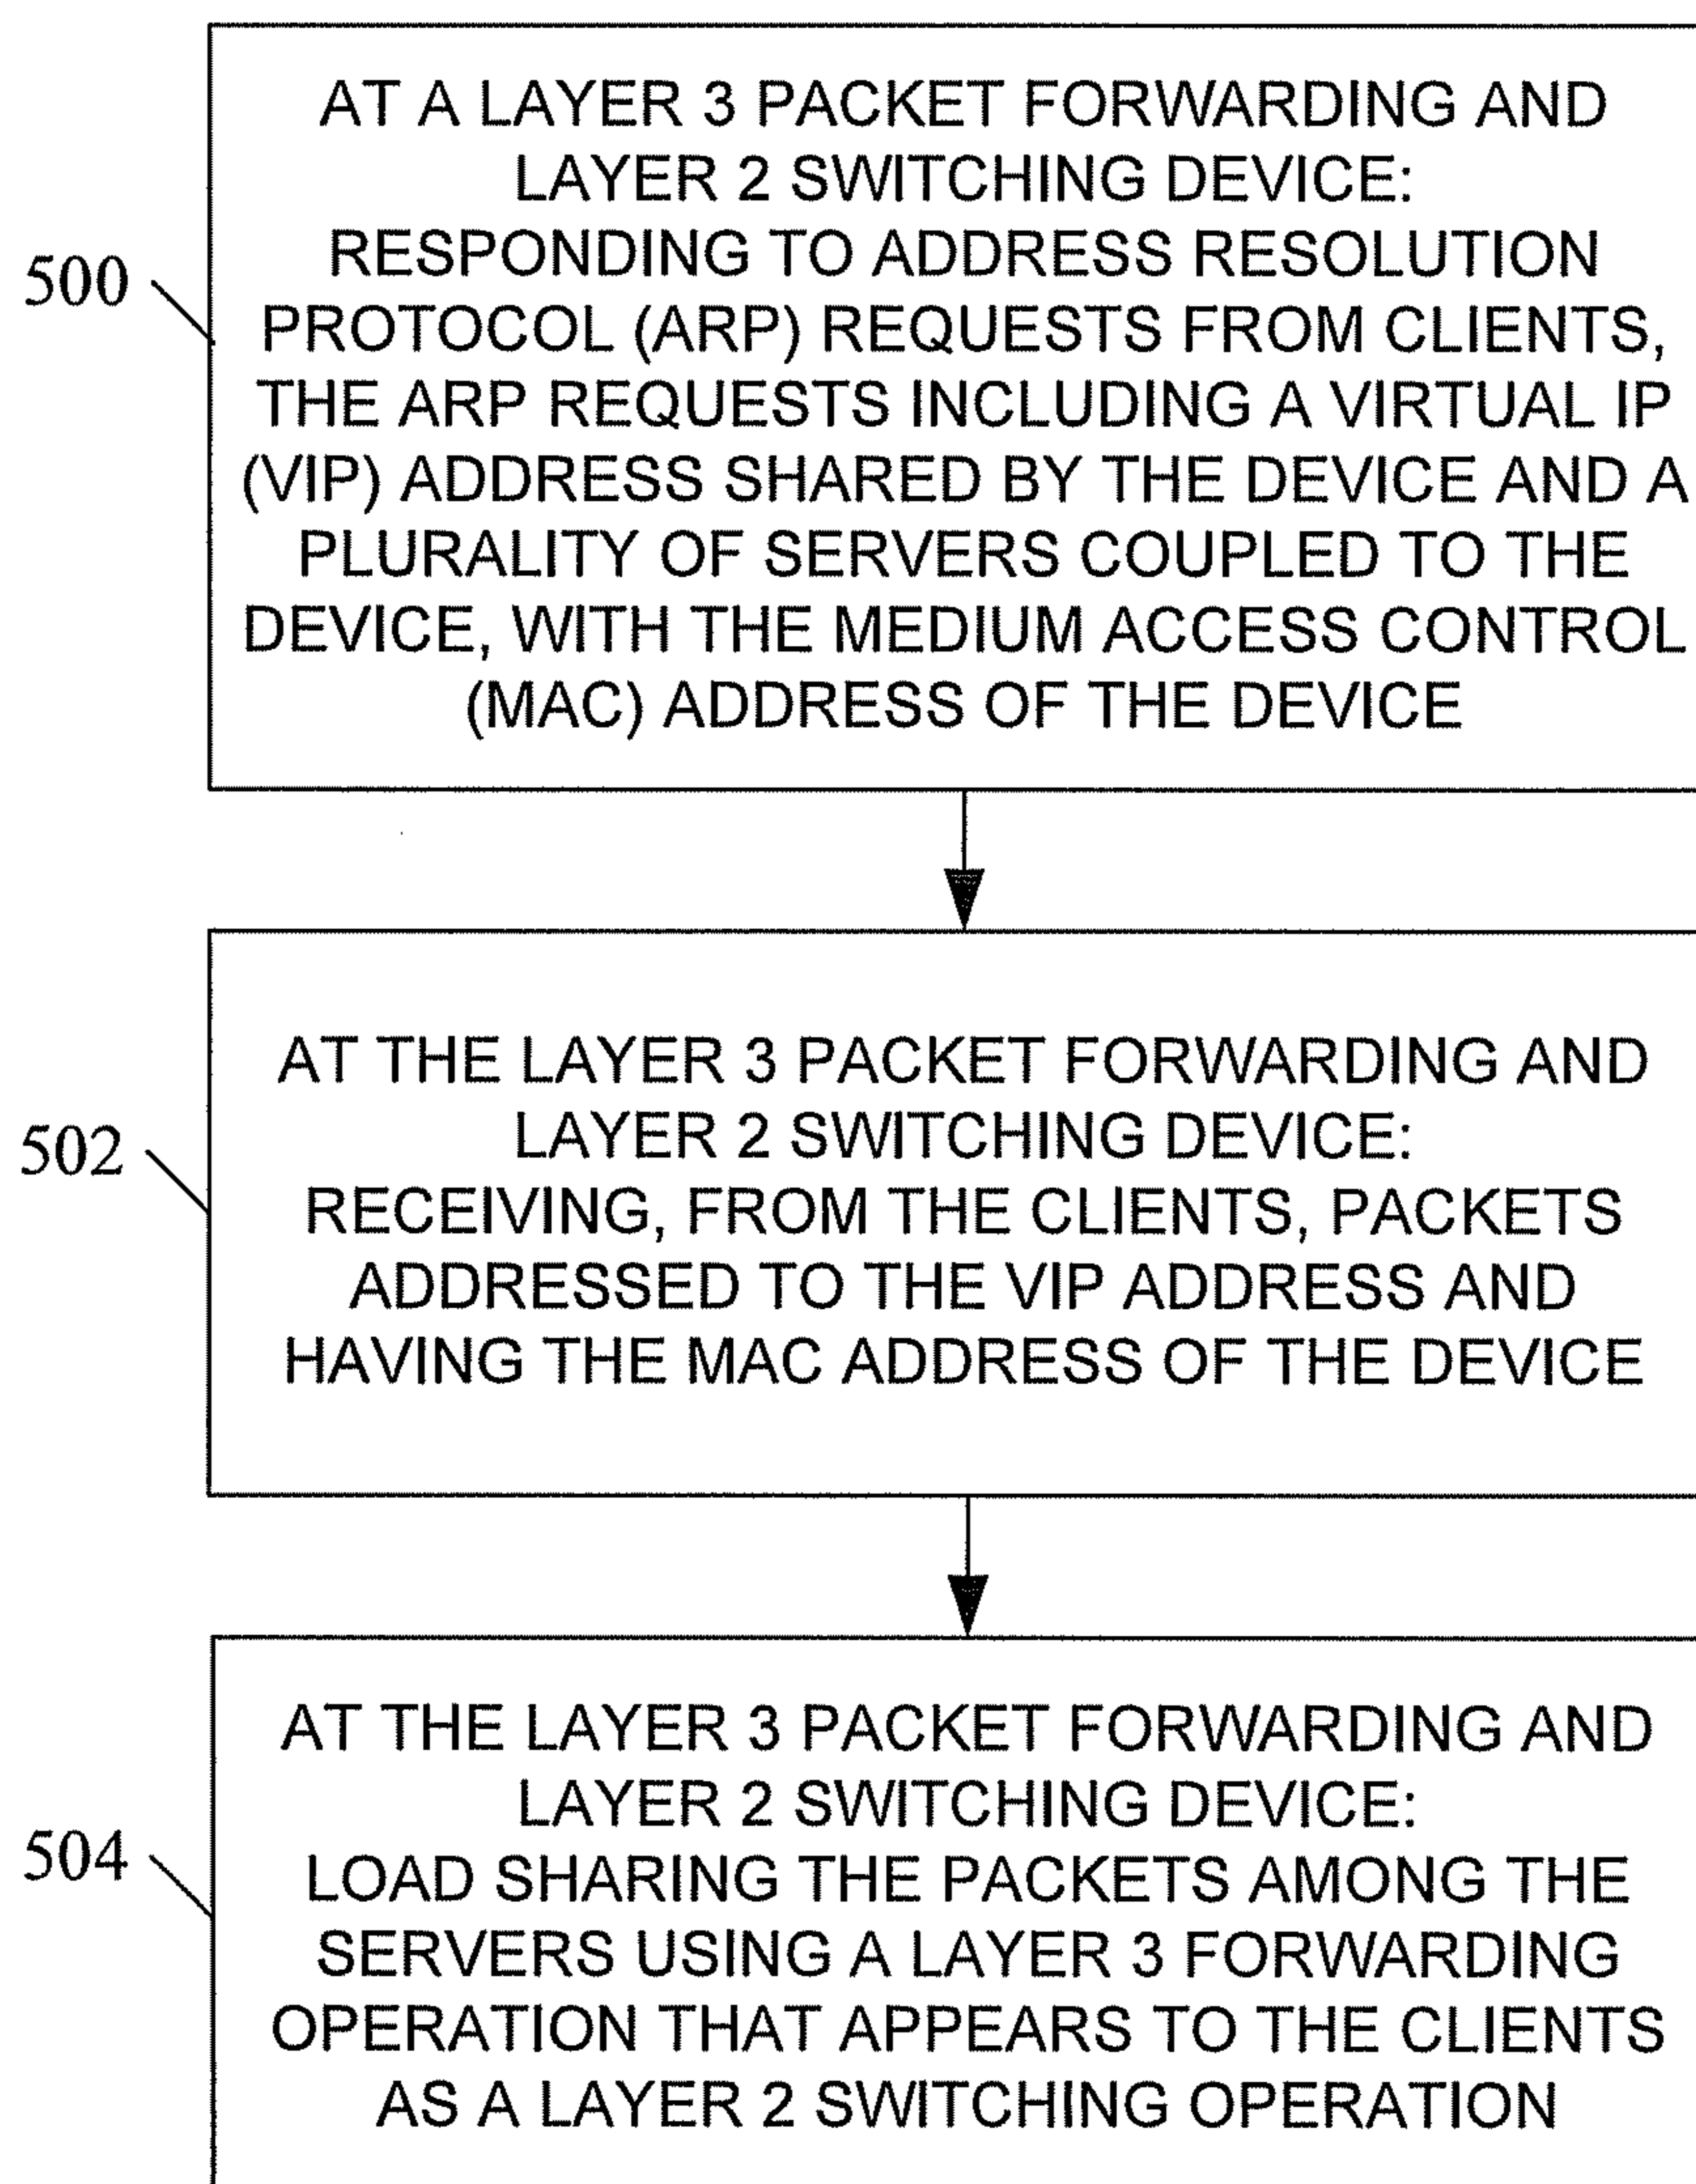 AT A LAYER 3 PACKET FORWARDING AND
LAYER 2 SWITCHING DEVICE:
RESPONDING TO ADDRESS RESOLUTION
500
PROTOCOL (ARP) REQUESTS FROM CLIENTS,
THE ARP REQUESTS INCLUDING A VIRTUAL IP
(VIP) ADDRESS SHARED BY THE DEVICE AND A
PLURALITY OF SERVERS COUPLED TO THE
DEVICE, WITH THE MEDIUM ACCESS CONTROL
(MAC) ADDRESS OF THE DEVICE
AT THE LAYER 3 PACKET FORWARDING AND
LAYER 2 SWITCHING DEVICE:
502
RECEIVING, FROM THE CLIENTS, PACKETS
ADDRESSED TO THE VIP ADDRESS AND
HAVING THE MAC ADDRESS OF THE DEVICE
AT THE LAYER 3 PACKET FORWARDING AND
LAYER 2 SWITCHING DEVICE:
504
LOAD SHARING THE PACKETS AMONG THE
SERVERS USING A LAYER 3 FORWARDING
OPERATION THAT APPEARS TO THE CLIENTS
AS A LAYER 2 SWITCHING OPERATION